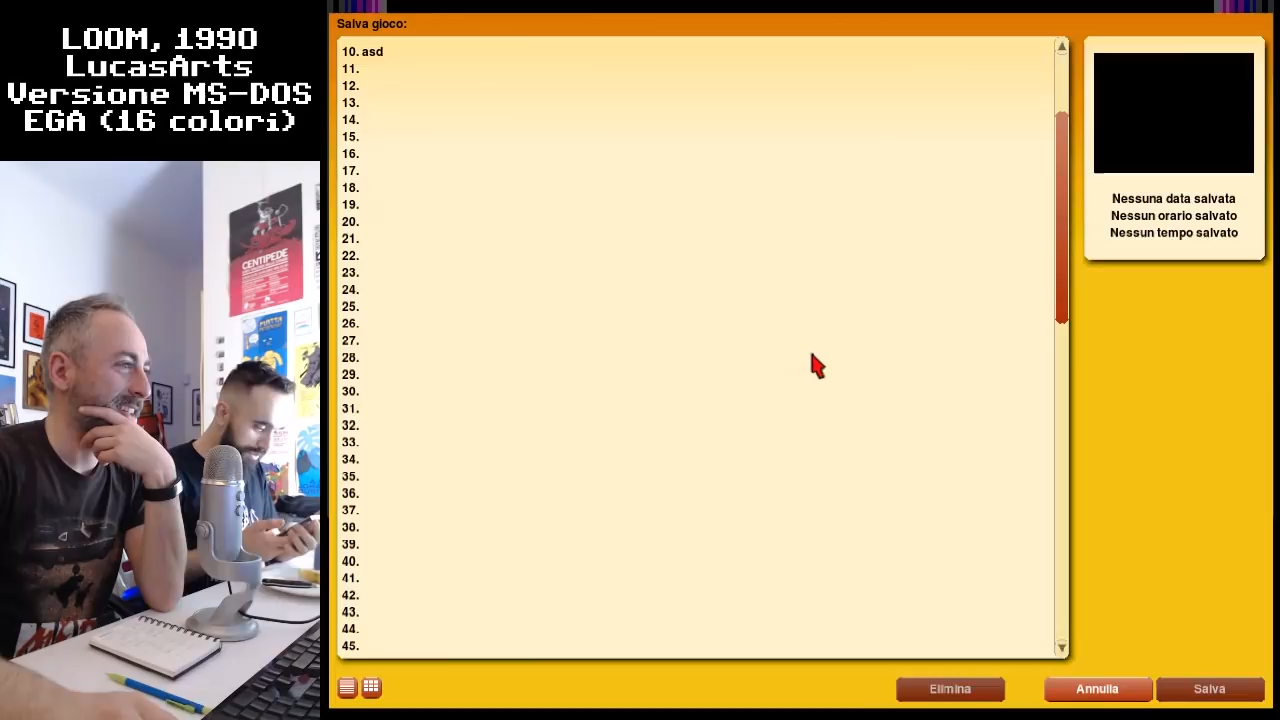 LOOM, 1990
LucasArts
Versione MS-DOS
EGA (16 colori)
CENTIPEDE
PIATTA
Salva gioco:
10. asd
11.
12.
13.
14.
15.
16.
17.
18.
19.
20.
21.
22.
23.
24.
25.
26.
27.
28.
29.
30.
31.
32.
33.
34.
35.
36.
37.
38.
39.
40.
41.
42.
43.
44.
45.
Nessuna data salvata
Nessun orario salvato
Nessun tempo salvato
Elimina
Annulla
Salva